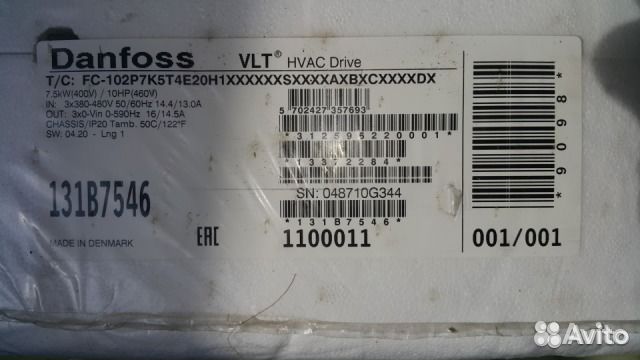 Danfoss VLT® HVAC Drive
T/C: FC-102P7K5T4E20H1XXXXXXSXXXXAXBXCXXXXDX
7.5kW(400V) / 10HP(460V)
IN: 3x380-480V 50/60Hz 14.4/13.0A
OUT: 3x0-Vin 0-590Hz 16/14.5A
CHASSIS/IP20 Tamb. 50C/122°F
SW: 04.20 - Lng 1
5 702427 357693
*312595220001*
*13372284*
SN: 048710G344
*131B7546*
131B7546
MADE IN DENMARK
EAC
1100011
*9098*
001/001
Avito